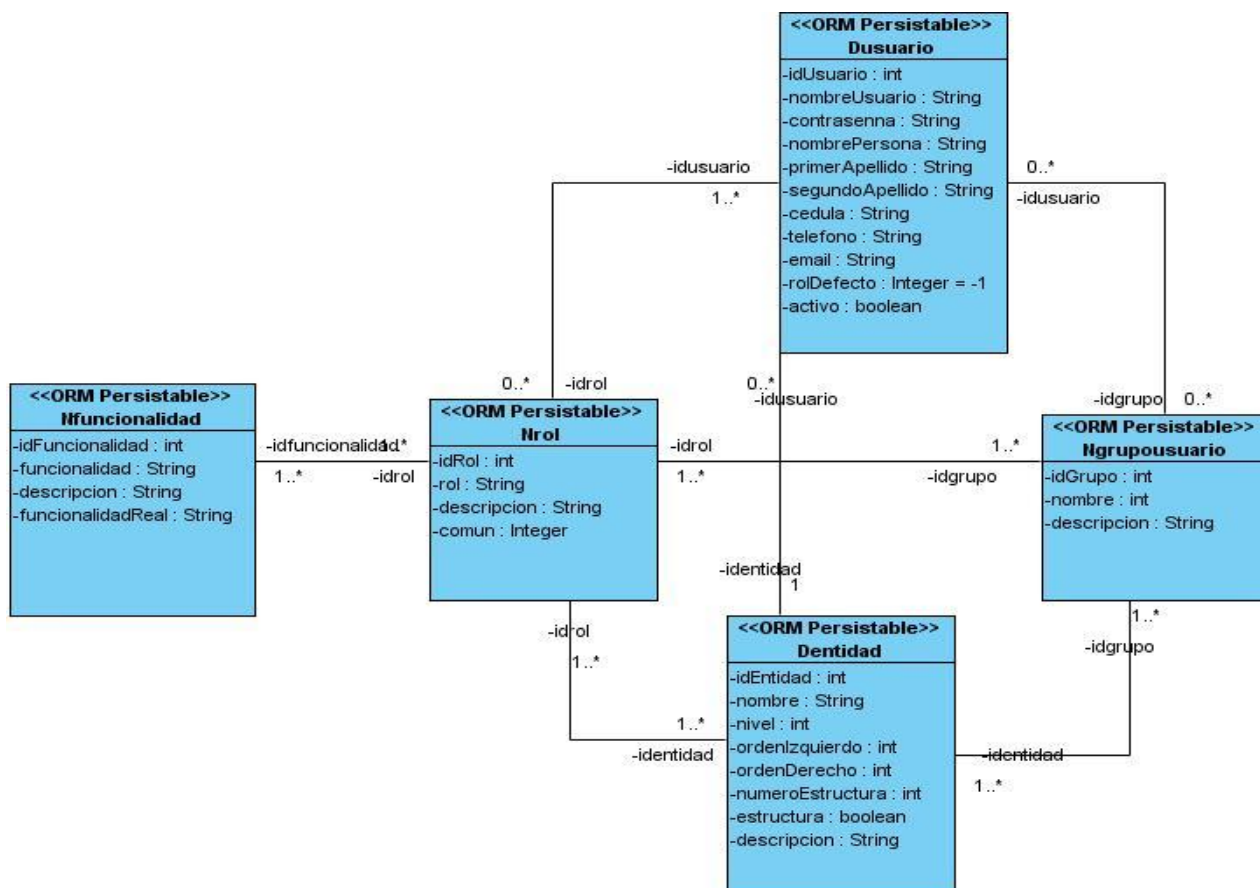 <<ORM Persistable>>
Dusuario
-idUsuario : int
-nombreUsuario : String
-contrasenna : String
-nombrePersona : String
-primerApellido : String
-segundoApellido : String
-cedula : String
-telefono : String
-email : String
-rolDefecto : Integer = -1
-activo : boolean
-idusuario
1..*
0..*
-idusuario
0..*
-idrol
0..*
-idusuario
-idgrupo
0..*
<<ORM Persistable>>
Nfuncionalidad
-idFuncionalidad : int
-funcionalidad : String
-descripcion : String
-funcionalidadReal : String
-idfuncionalidad
1..*
1..*
-idrol
<<ORM Persistable>>
Nrol
-idRol : int
-rol : String
-descripcion : String
-comun : Integer
-idrol
1..*
1..*
-idgrupo
<<ORM Persistable>>
Ngrupousuario
-idGrupo : int
-nombre : int
-descripcion : String
-identidad
1
-idrol
1..*
1..*
-identidad
1..*
-idgrupo
-identidad
1..*
<<ORM Persistable>>
Dentidad
-idEntidad : int
-nombre : String
-nivel : int
-ordenIzquierdo : int
-ordenDerecho : int
-numeroEstructura : int
-estructura : boolean
-descripcion : String